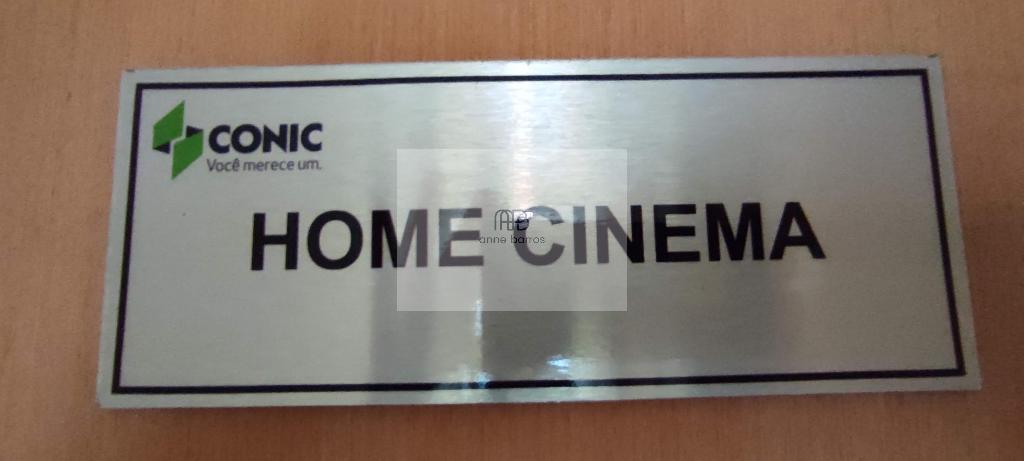 CONIC
Você merece um.
HOME CINEMA
anne barros